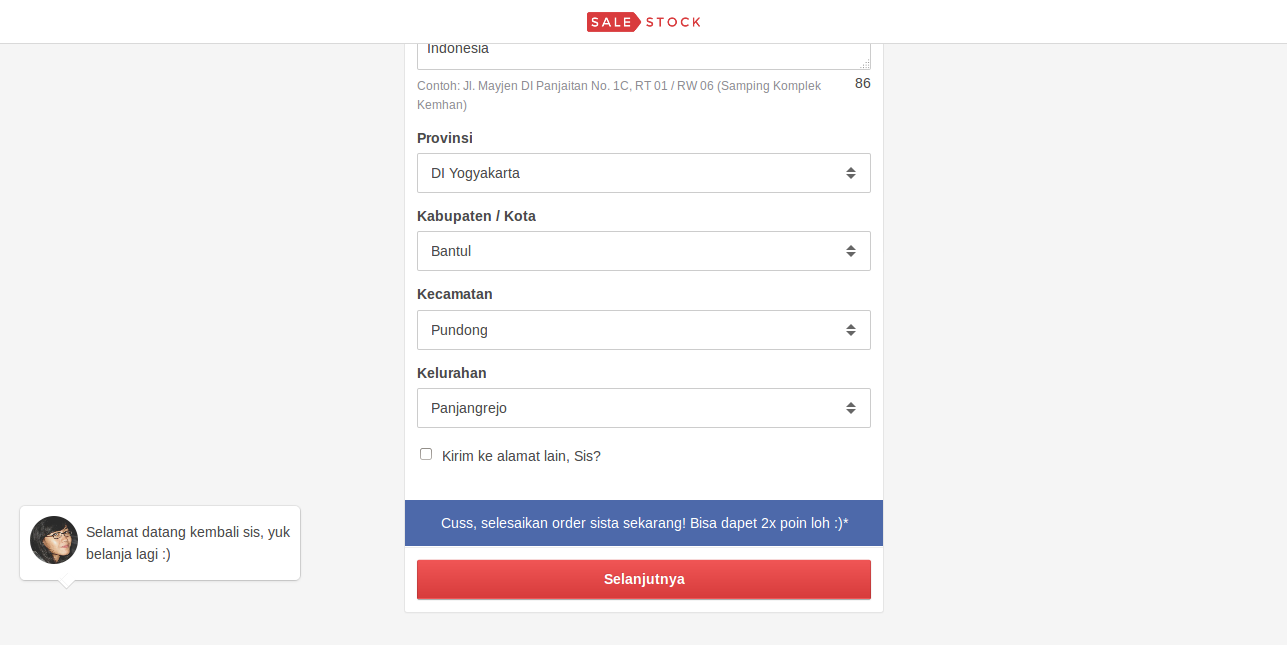 SALE STOCK
Indonesia
Contoh: Jl. Mayjen DI Panjaitan No. 1C, RT 01 / RW 06 (Samping Komplek
Kemhan)
86
Provinsi
DI Yogyakarta
Kabupaten / Kota
Bantul
Kecamatan
Pundong
Kelurahan
Panjangrejo
Kirim ke alamat lain, Sis?
Cuss, selesaikan order sista sekarang! Bisa dapet 2x poin loh :)*
Selamat datang kembali sis, yuk
belanja lagi :)
Selanjutnya